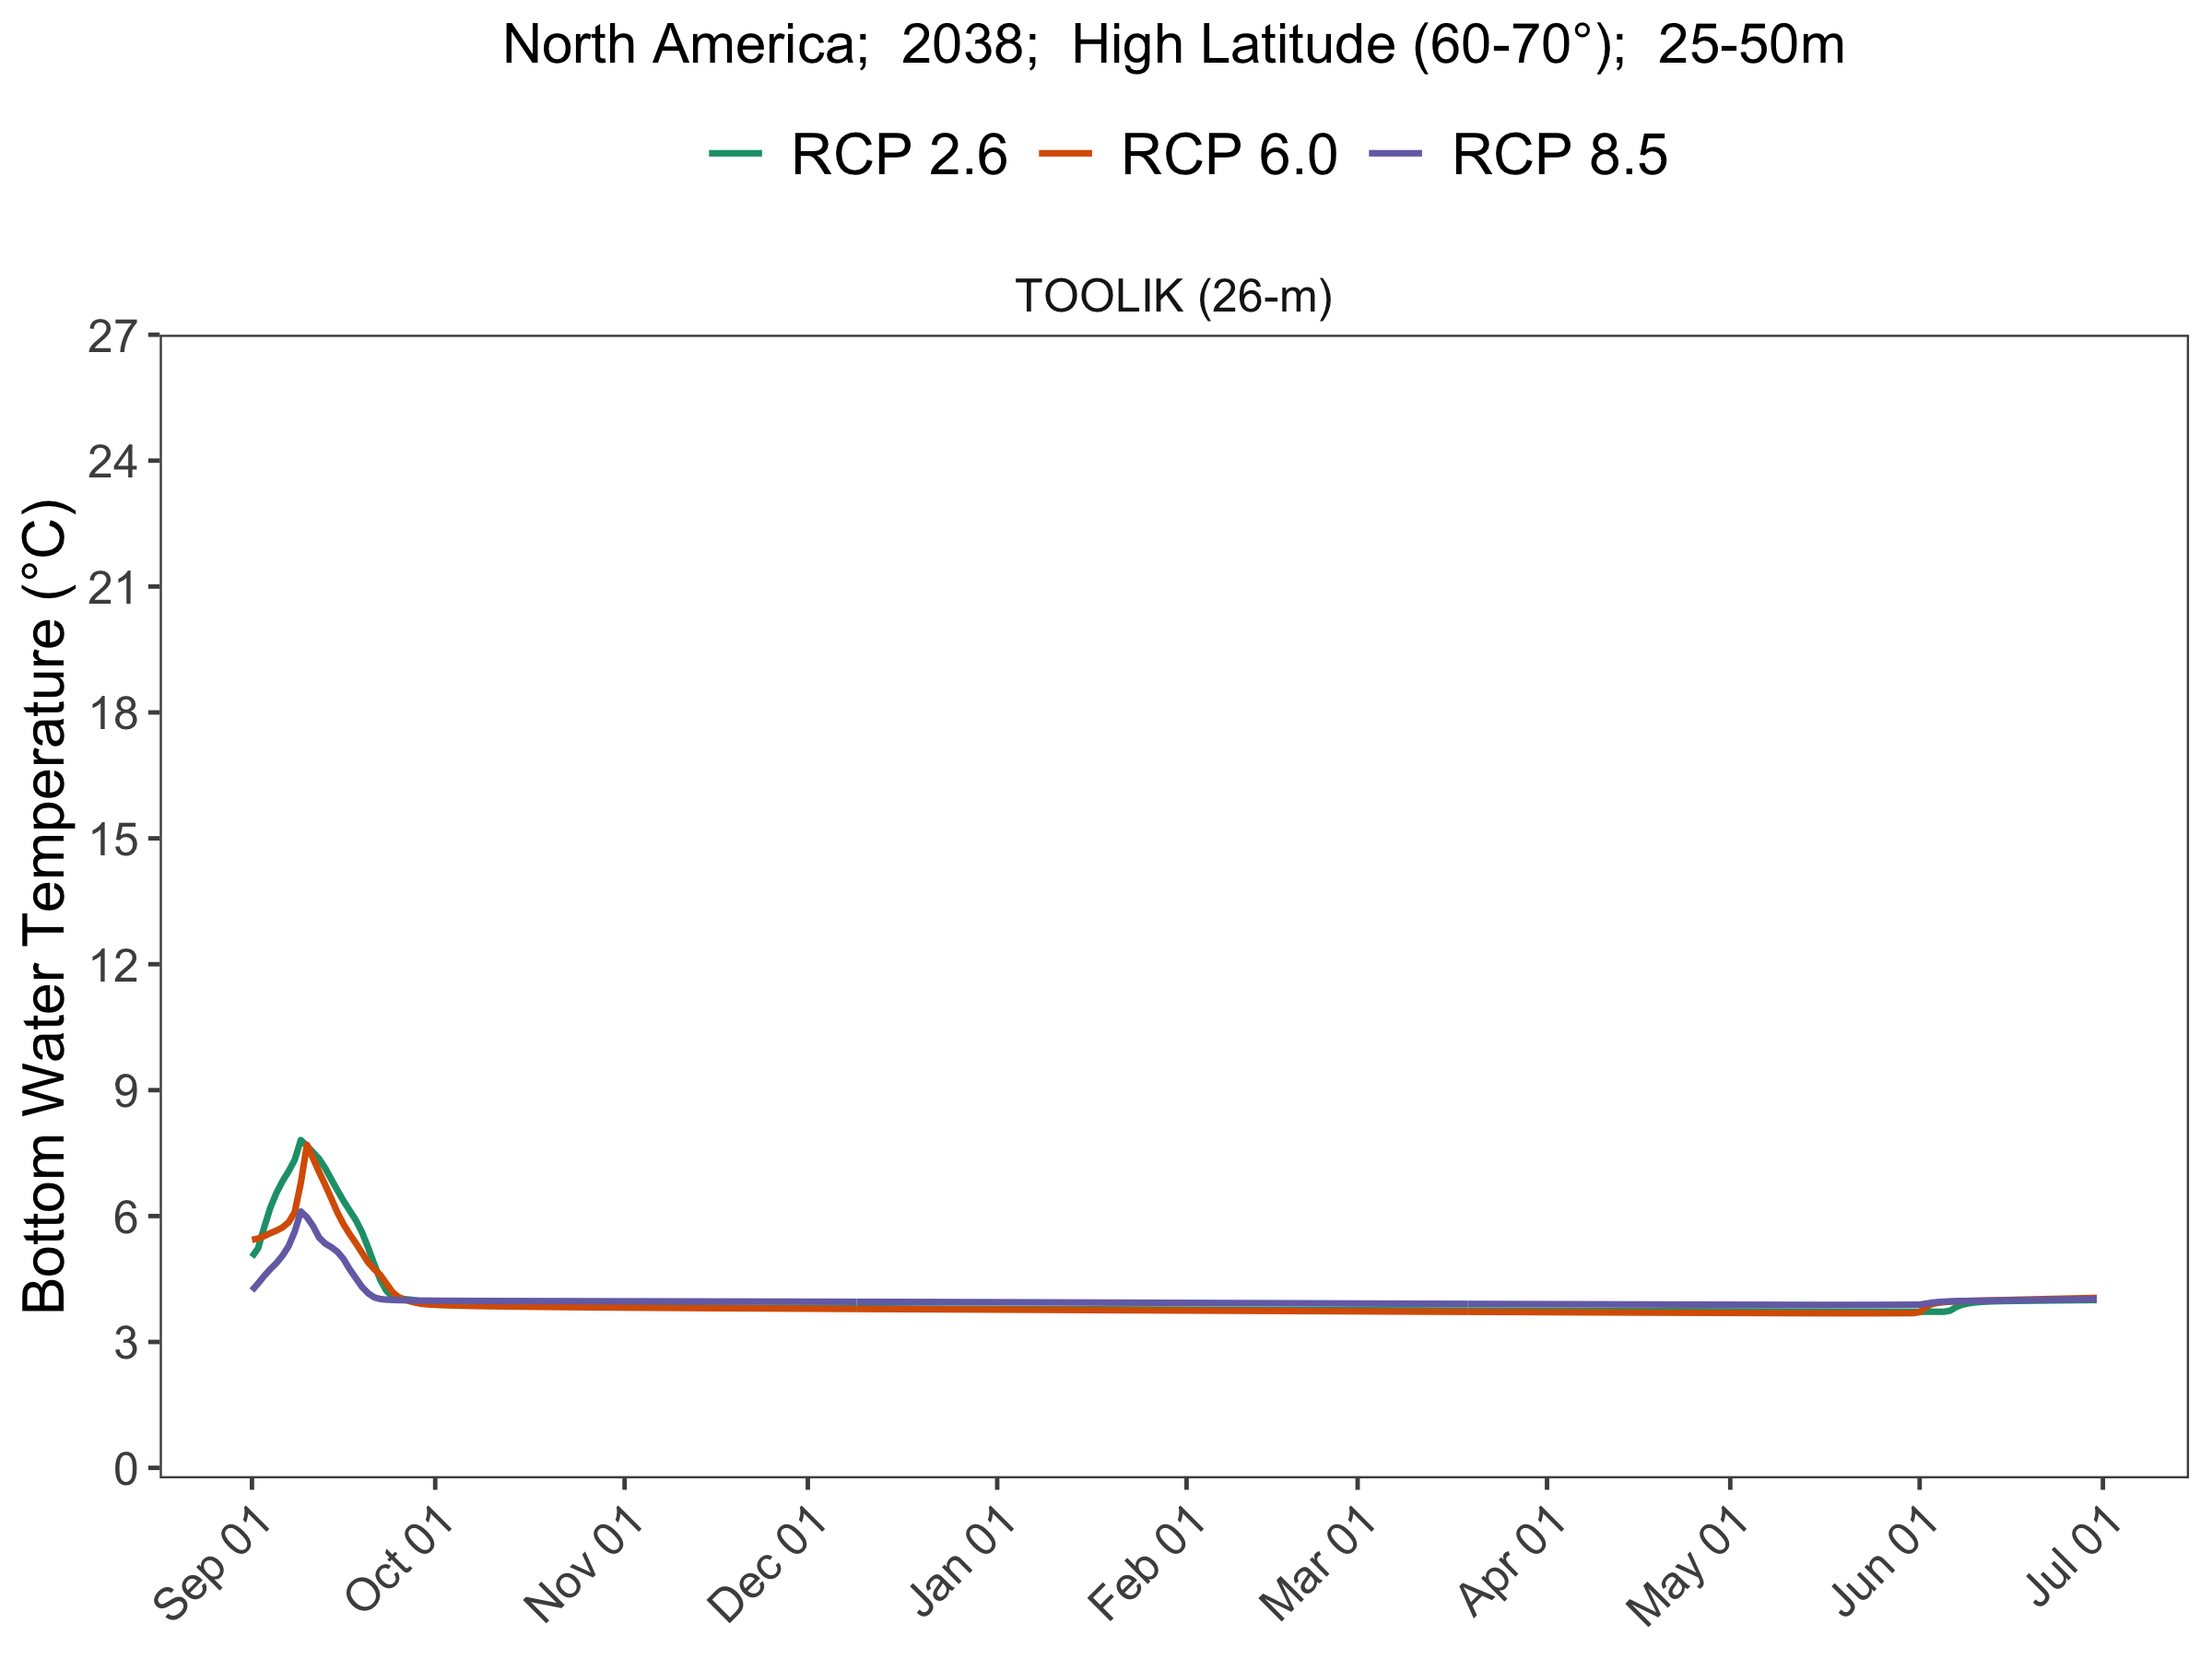 North America;  2038;  High Latitude (60-70°);  25-50m
RCP 2.6 RCP 6.0 RCP 8.5
TOOLIK (26-m)
Bottom Water Temperature (°C)
27
24
21
18
15
12
9
6
3
0
Sep 01 Oct 01 Nov 01 Dec 01 Jan 01 Feb 01 Mar 01 Apr 01 May 01 Jun 01 Jul 01